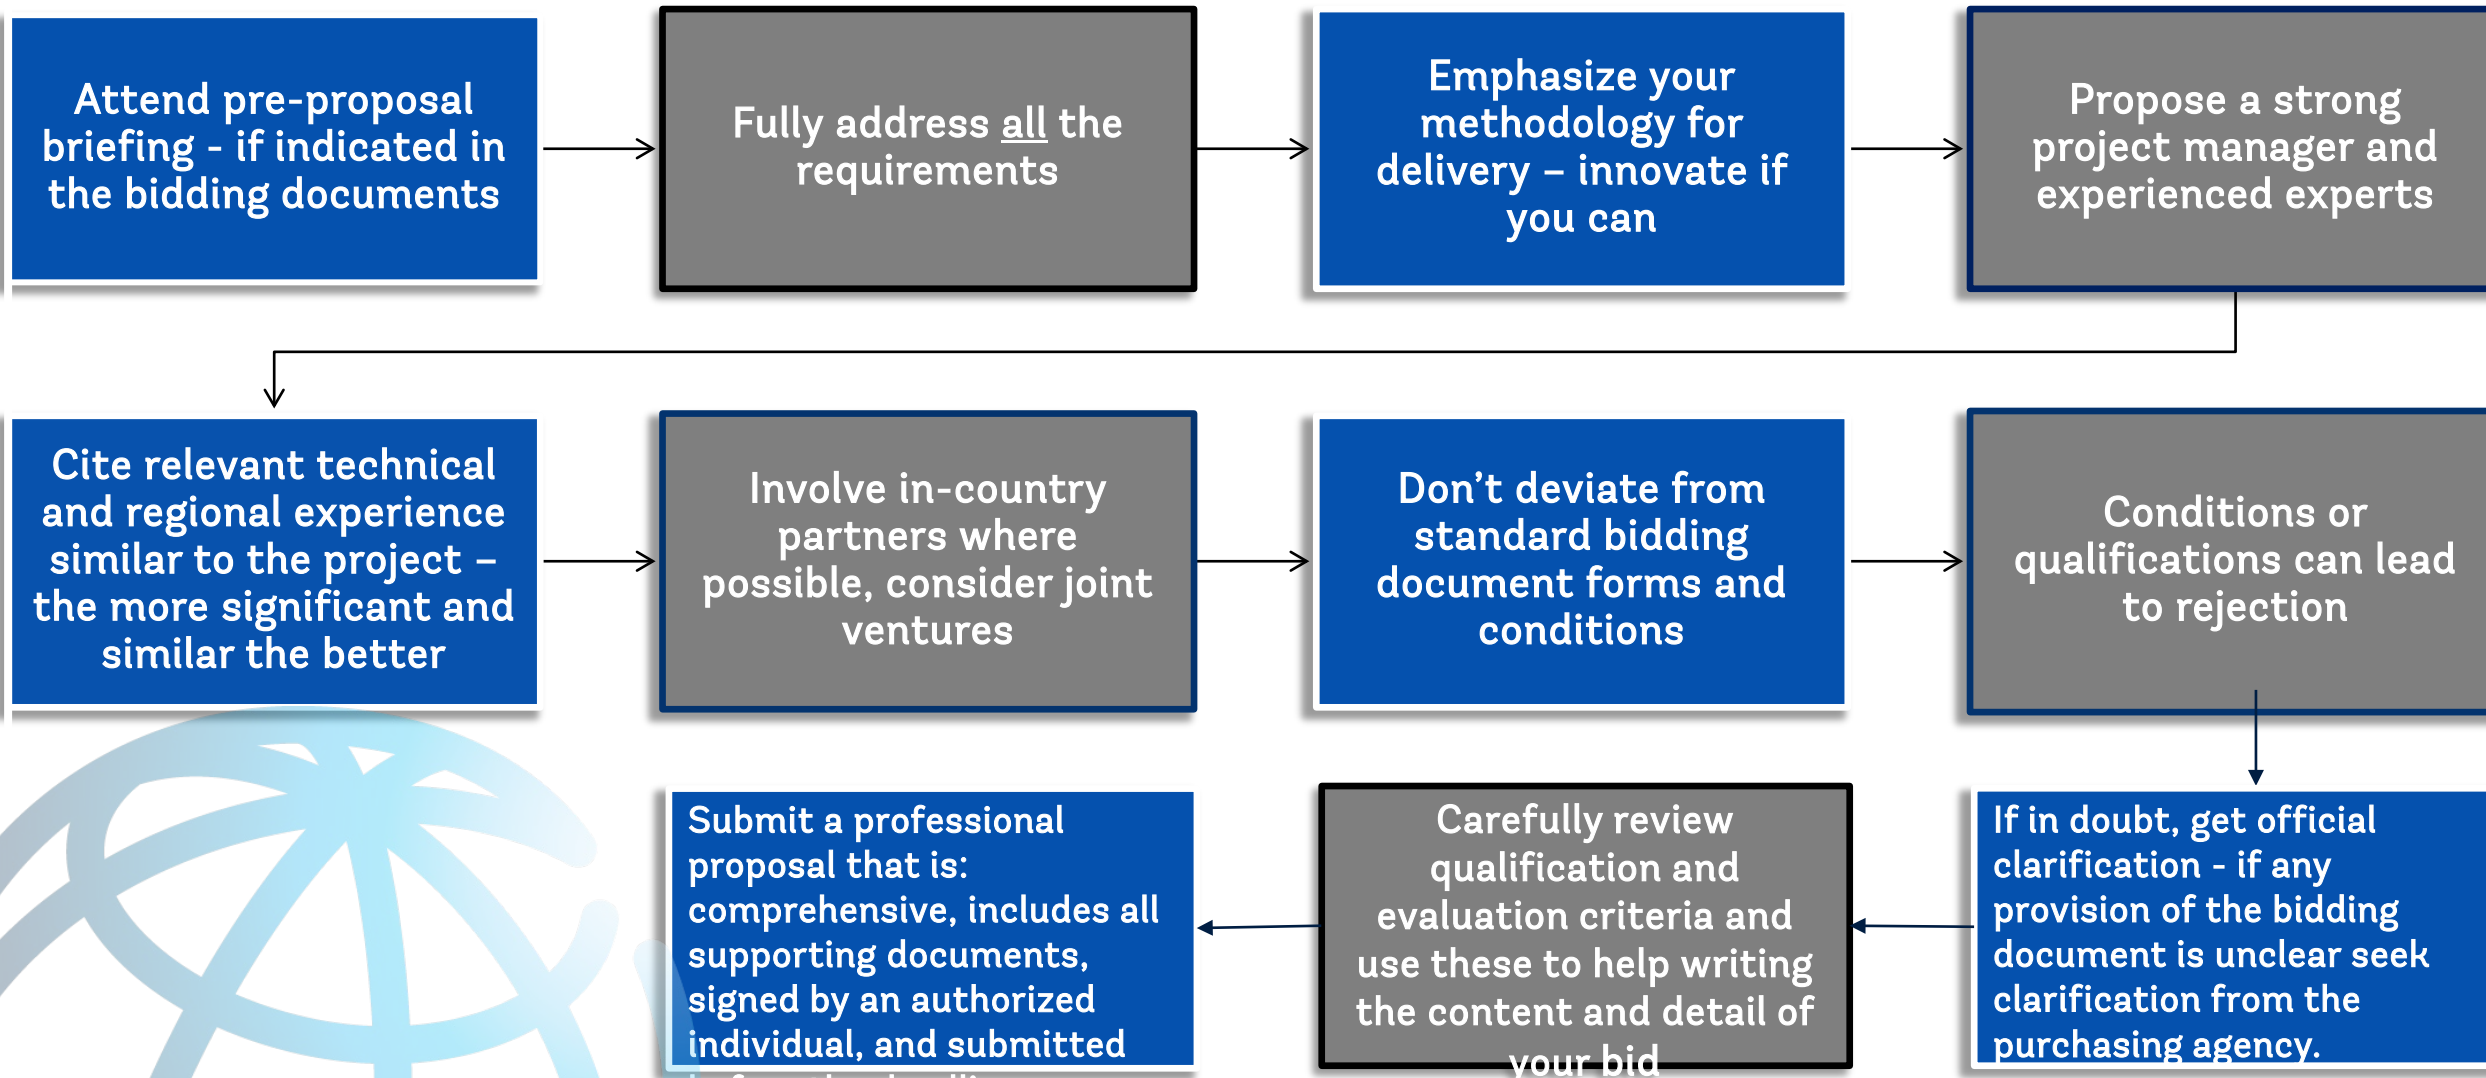 Attend pre-proposal
briefing - if indicated in
the bidding documents
Fully address all the
requirements
Emphasize your
methodology for
delivery – innovate if
you can
Propose a strong
project manager and
experienced experts
Cite relevant technical
and regional experience
similar to the project –
the more significant and
similar the better
Involve in-country
partners where
possible, consider joint
ventures
Don’t deviate from
standard bidding
document forms and
conditions
Conditions or
qualifications can lead
to rejection
If in doubt, get official
clarification - if any
provision of the bidding
document is unclear seek
clarification from the
purchasing agency.
Carefully review
qualification and
evaluation criteria and
use these to help writing
the content and detail of
your bid
Submit a professional
proposal that is:
comprehensive, includes all
supporting documents,
signed by an authorized
individual, and submitted